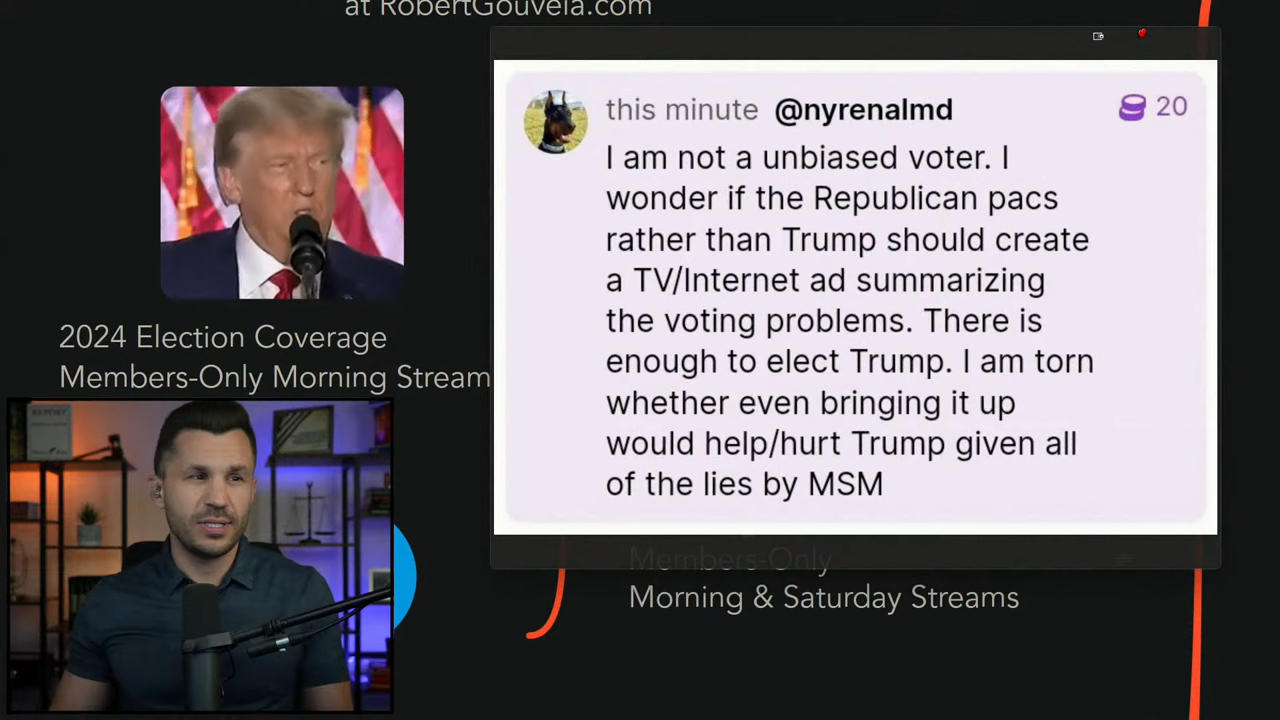 at RobertGouveia.com
this minute @nyrenalmd 20
I am not a unbiased voter. I
wonder if the Republican pacs
rather than Trump should create
a TV/Internet ad summarizing
the voting problems. There is
enough to elect Trump. I am torn
whether even bringing it up
would help/hurt Trump given all
of the lies by MSM
2024 Election Coverage
Members-Only Morning Stream
Members-Only
Morning & Saturday Streams